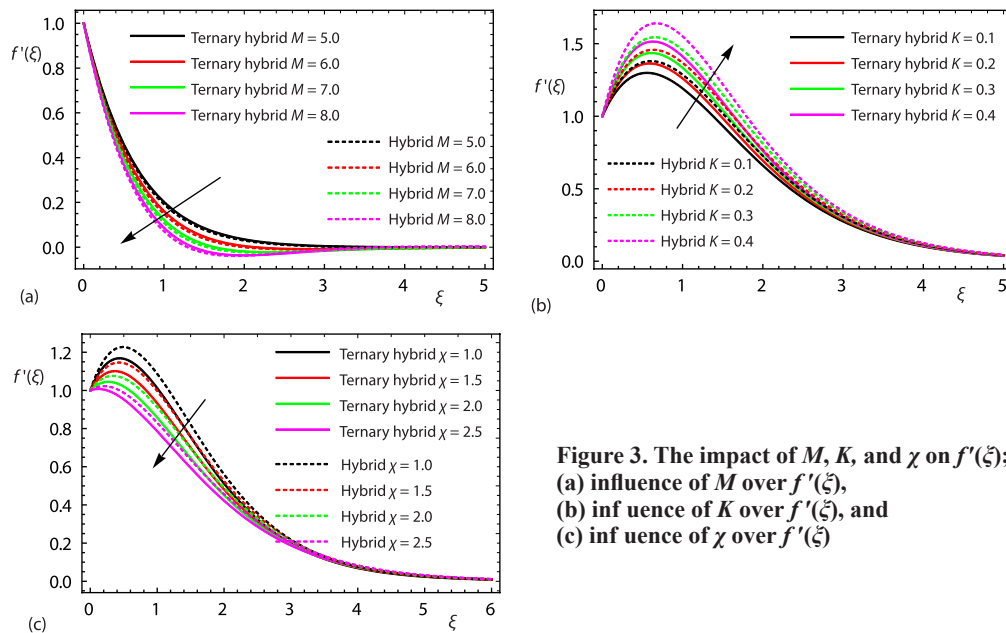 1.0
0.8
0.6
0.4
0.2
0.0
f'(ξ)
Ternary hybrid M = 5.0
Ternary hybrid M = 6.0
Ternary hybrid M = 7.0
Ternary hybrid M = 8.0
Hybrid M = 5.0
Hybrid M = 6.0
Hybrid M = 7.0
Hybrid M = 8.0
0 1 2 3 4 5
ξ
(a)
1.5
1.0
0.5
0.0
f'(ξ)
Ternary hybrid K = 0.1
Ternary hybrid K = 0.2
Ternary hybrid K = 0.3
Ternary hybrid K = 0.4
Hybrid K = 0.1
Hybrid K = 0.2
Hybrid K = 0.3
Hybrid K = 0.4
0 1 2 3 4 5
ξ
(b)
1.2
1.0
0.8
0.6
0.4
0.2
0.0
f'(ξ)
Ternary hybrid χ = 1.0
Ternary hybrid χ = 1.5
Ternary hybrid χ = 2.0
Ternary hybrid χ = 2.5
Hybrid χ = 1.0
Hybrid χ = 1.5
Hybrid χ = 2.0
Hybrid χ = 2.5
0 1 2 3 4 5 6
ξ
(c)
Figure 3. The impact of M, K, and χ on f'(ξ);
(a) influence of M over f'(ξ),
(b) inf uence of K over f'(ξ), and
(c) inf uence of χ over f'(ξ)